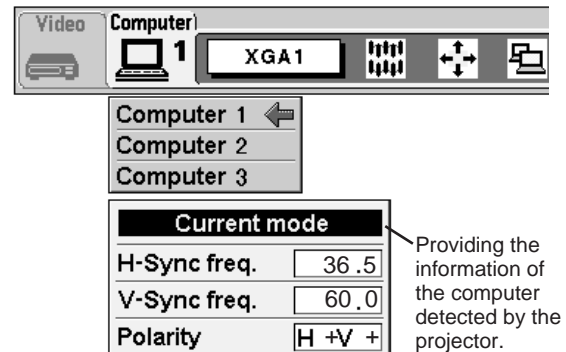 Video Computer
1 XGA1
Computer 1
Computer 2
Computer 3
Current mode
H-Sync freq. 36.5
V-Sync freq. 60.0
Polarity H +V +
Providing the
information of
the computer
detected by the
projector.